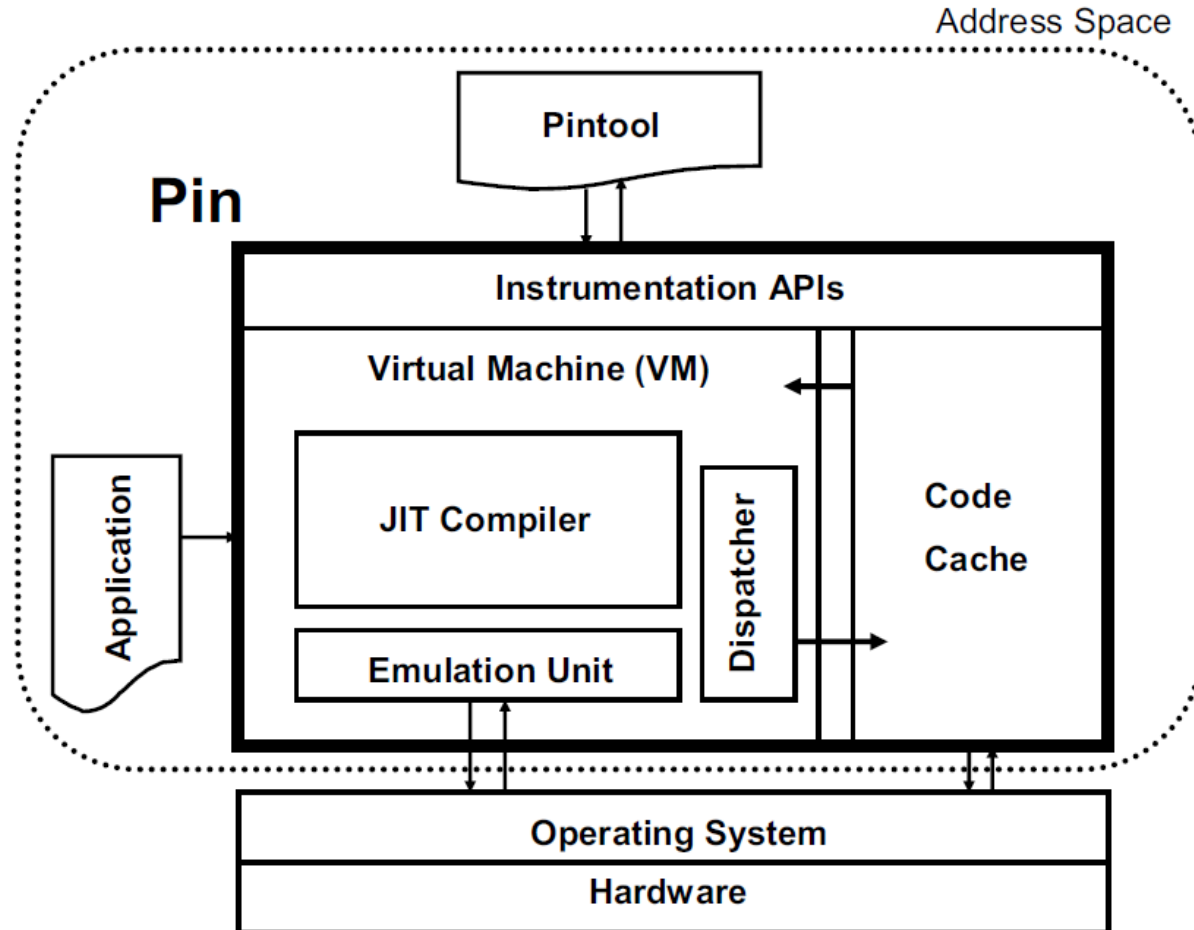 Address Space
Pintool
Pin
Instrumentation APIs
Virtual Machine (VM)
Application
JIT Compiler
Dispatcher
Code
Cache
Emulation Unit
Operating System
Hardware